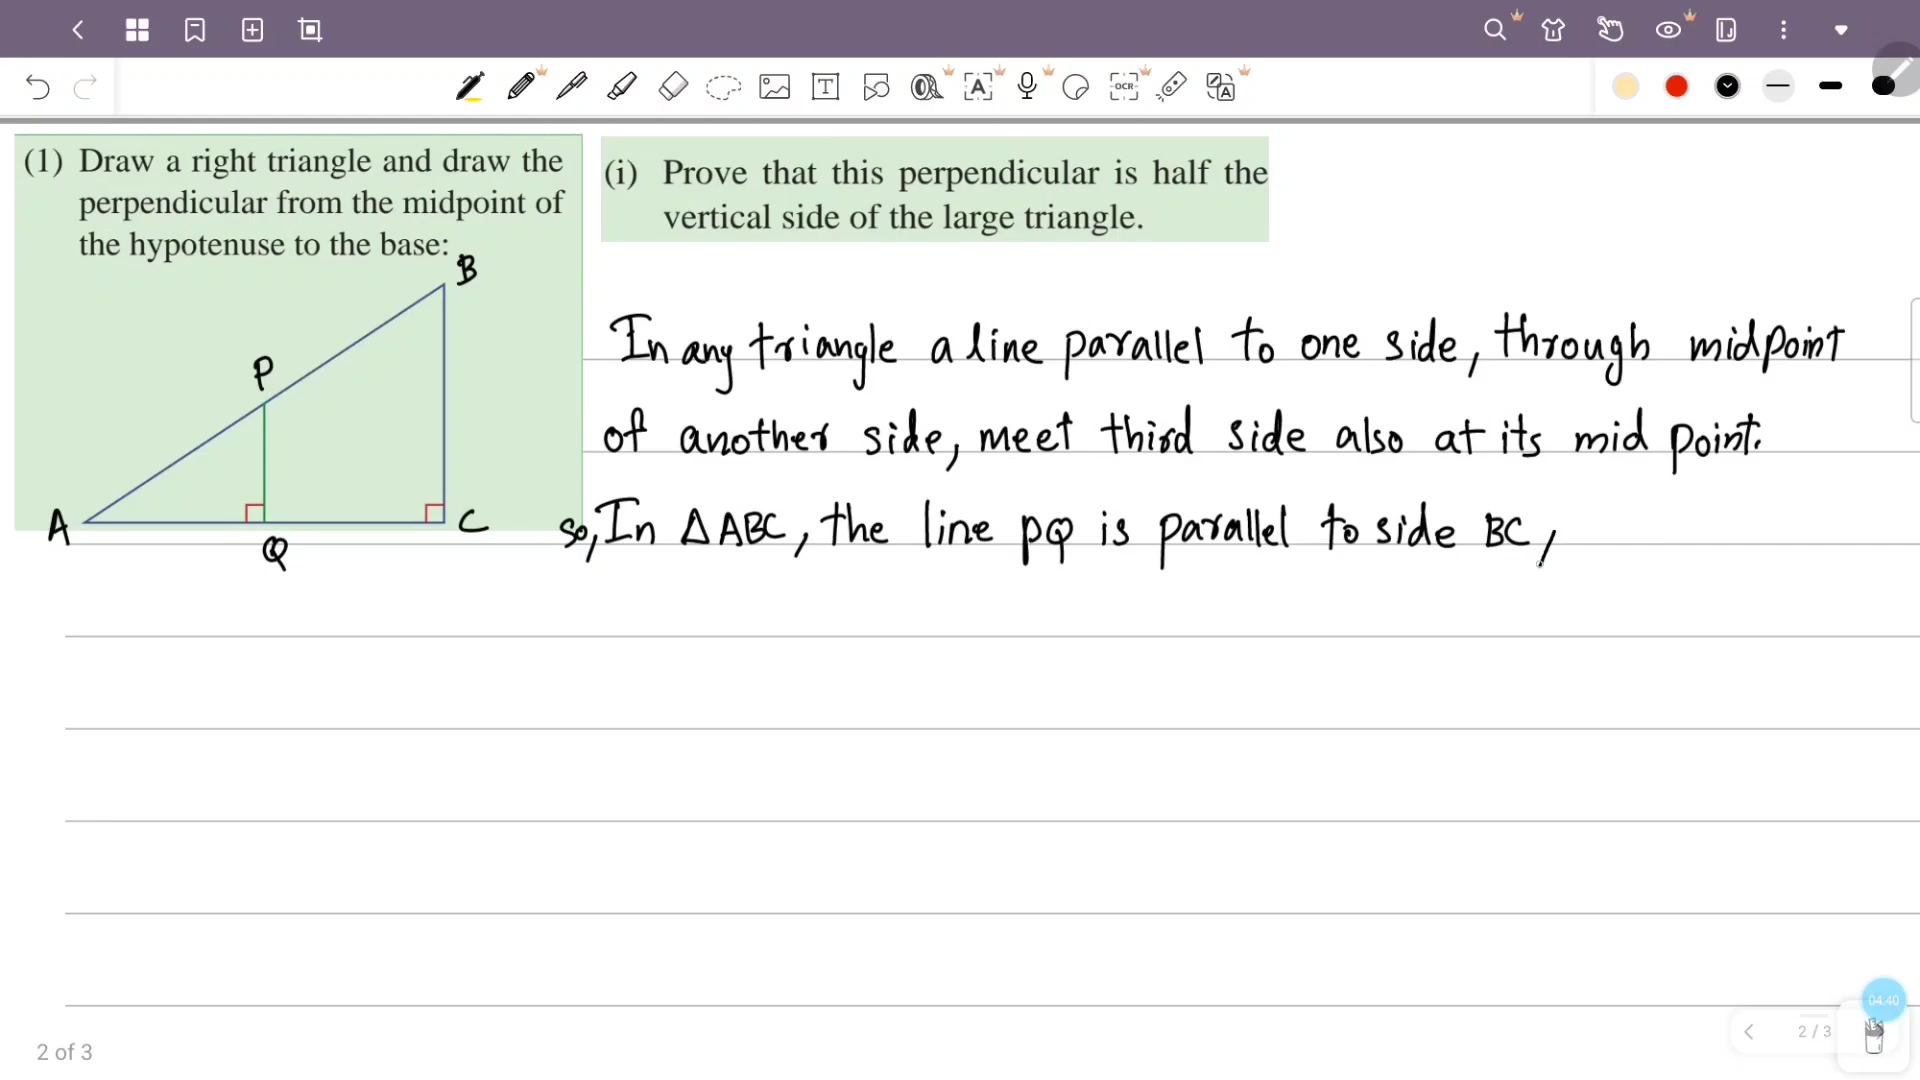 (1) Draw a right triangle and draw the
perpendicular from the midpoint of
the hypotenuse to the base:
(i) Prove that this perpendicular is half the
vertical side of the large triangle.
B
P
A
Q
C
In any triangle a line parallel to one side, through midpoint
of another side, meet third side also at its mid point.
so, In △ABC, the line PQ is parallel to side BC,
T
A
OCR
A
04:40
2 / 3
2 of 3